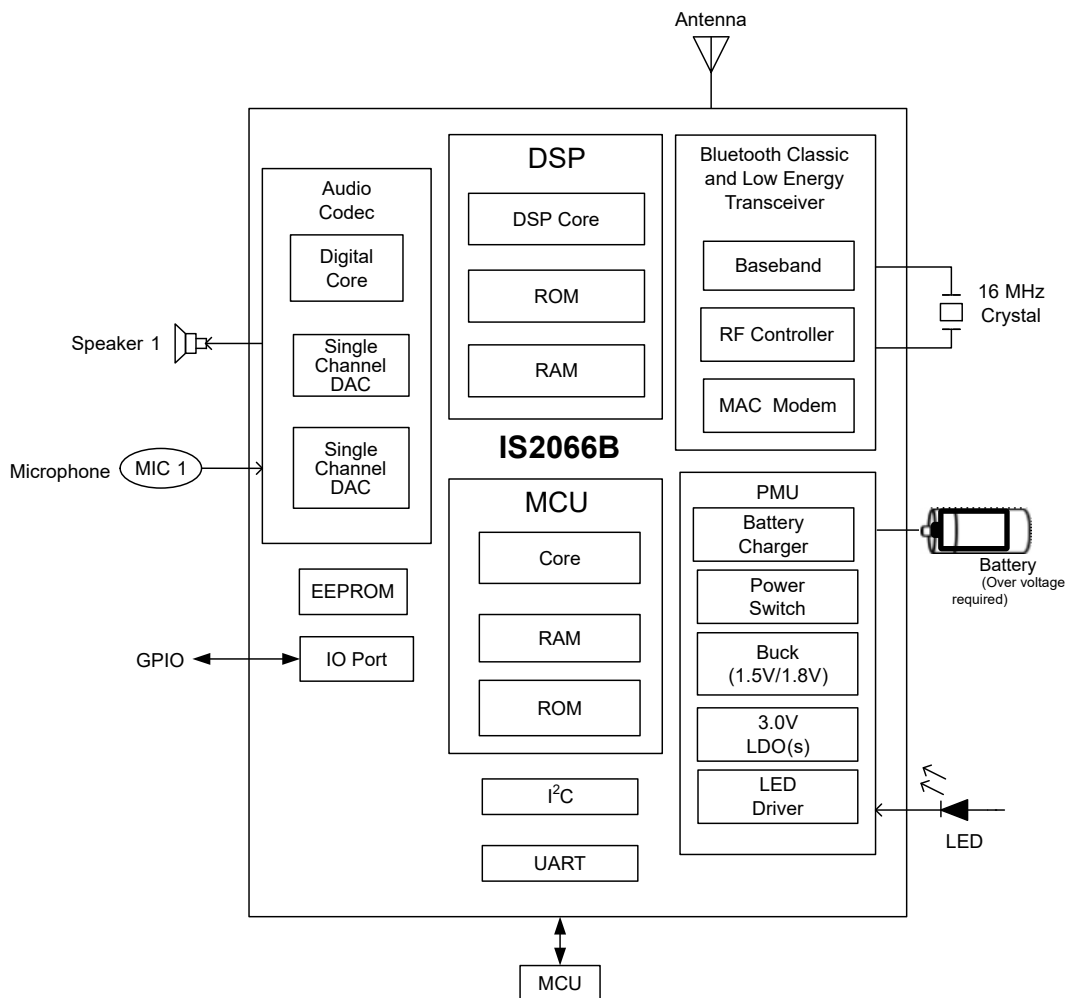 Antenna
DSP
DSP Core
ROM
RAM
Bluetooth Classic
and Low Energy
Transceiver
Baseband
RF Controller
MAC Modem
16 MHz
Crystal
Audio
Codec
Digital
Core
Single
Channel
DAC
Single
Channel
DAC
Speaker 1
Microphone
MIC 1
IS2066B
MCU
Core
RAM
ROM
PMU
Battery
Charger
Power
Switch
Buck
(1.5V/1.8V)
3.0V
LDO(s)
LED
Driver
Battery
(Over voltage
required)
LED
EEPROM
GPIO
IO Port
I²C
UART
MCU